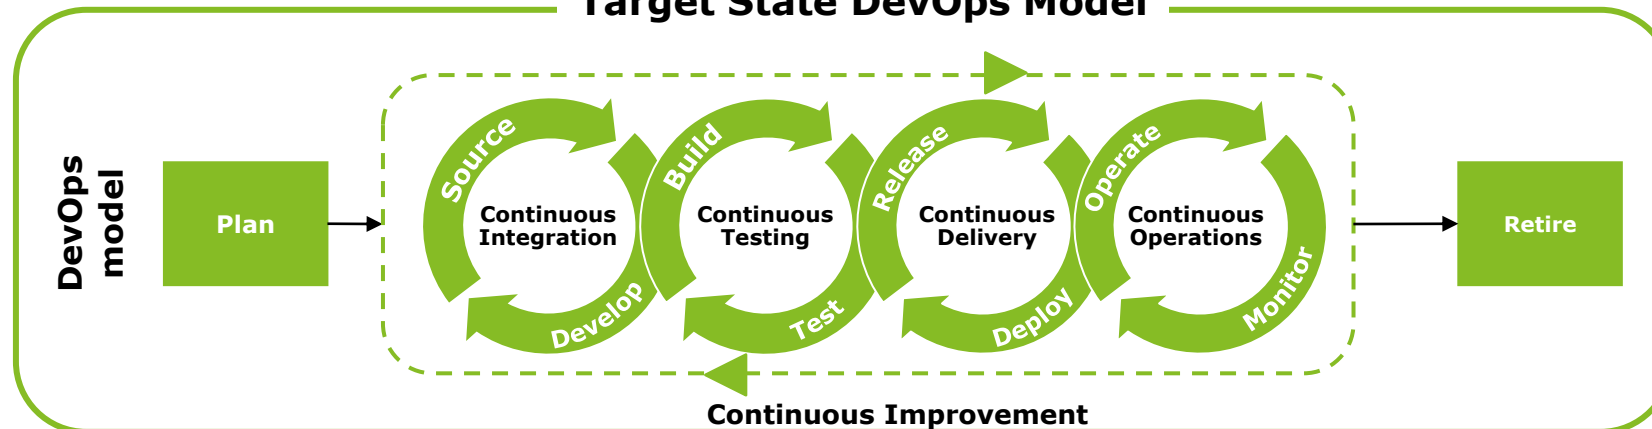 Target State DevOps Model
DevOps
model
Plan
Source
Develop
Continuous
Integration
Build
Test
Continuous
Testing
Release
Deploy
Continuous
Delivery
Operate
Monitor
Continuous
Operations
Retire
Continuous Improvement